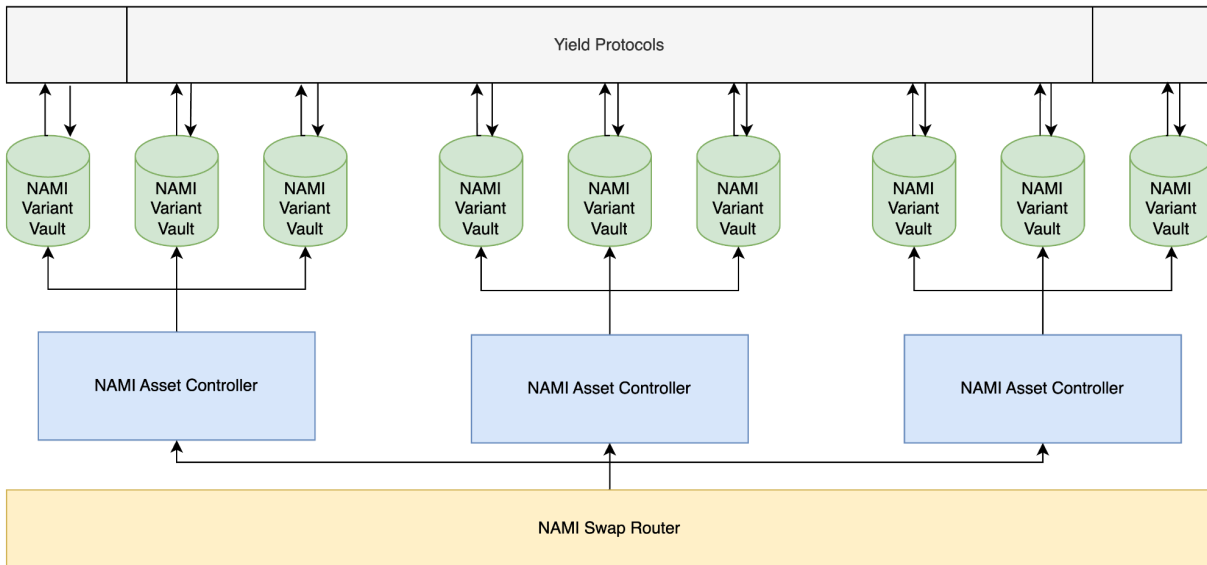 Yield Protocols
NAMI
Variant
Vault
NAMI
Variant
Vault
NAMI
Variant
Vault
NAMI
Variant
Vault
NAMI
Variant
Vault
NAMI
Variant
Vault
NAMI
Variant
Vault
NAMI
Variant
Vault
NAMI
Variant
Vault
NAMI Asset Controller
NAMI Asset Controller
NAMI Asset Controller
NAMI Swap Router